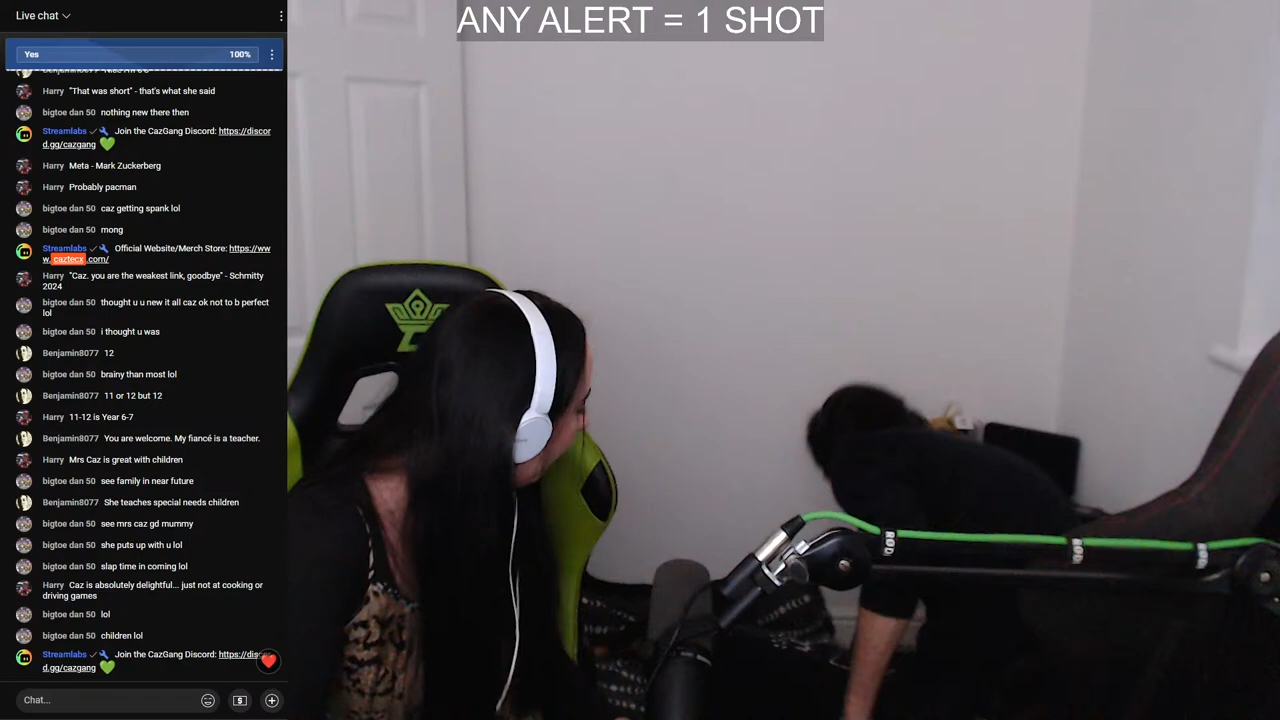 ANY ALERT = 1 SHOT
Live chat
Yes 100%
Harry "That was short" - that's what she said
bigtoe dan 50 nothing new there then
Streamlabs Join the CazGang Discord: https://discor
d.gg/cazgang
Harry Meta - Mark Zuckerberg
Harry Probably pacman
bigtoe dan 50 caz getting spank lol
bigtoe dan 50 mong
Streamlabs Official Website/Merch Store: https://ww
w.caztecx.com/
Harry "Caz. you are the weakest link, goodbye" - Schmitty
2024
bigtoe dan 50 thought u u new it all caz ok not to b perfect
lol
bigtoe dan 50 i thought u was
Benjamin8077 12
bigtoe dan 50 brainy than most lol
Benjamin8077 11 or 12 but 12
Harry 11-12 is Year 6-7
Benjamin8077 You are welcome. My fiancé is a teacher.
Harry Mrs Caz is great with children
bigtoe dan 50 see family in near future
Benjamin8077 She teaches special needs children
bigtoe dan 50 see mrs caz gd mummy
bigtoe dan 50 she puts up with u lol
bigtoe dan 50 slap time in coming lol
Harry Caz is absolutely delightful... just not at cooking or
driving games
bigtoe dan 50 lol
bigtoe dan 50 children lol
Streamlabs Join the CazGang Discord: https://disc
d.gg/cazgang
Chat...